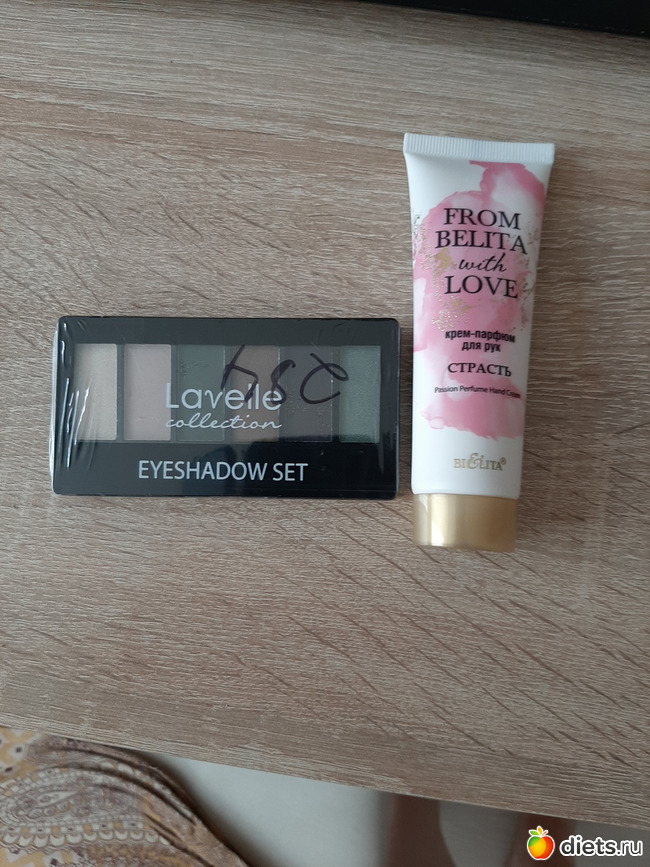 Lavelle
collection
EYESHADOW SET
FROM
BELITA
with
LOVE
крем-парфюм
для рук
СТРАСТЬ
Passion Perfume Hand Cream
BIELITA®
diets.ru